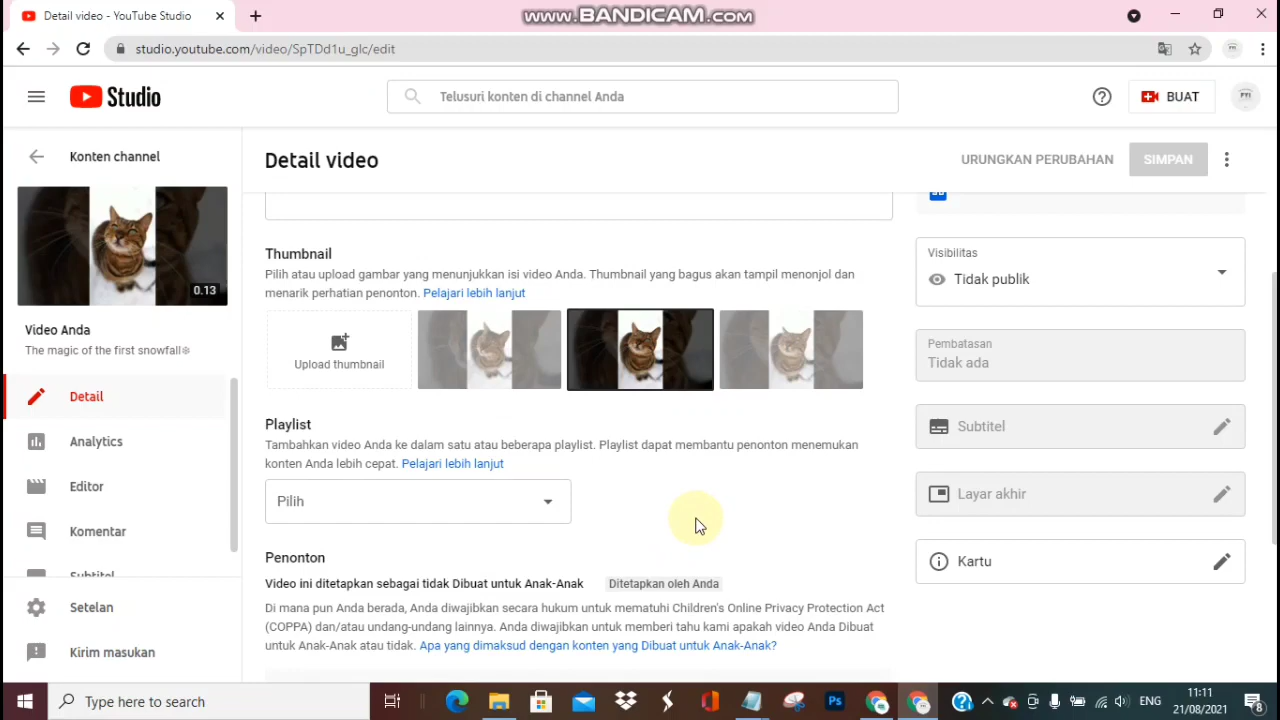 Detail video - YouTube Studio
www.BANDICAM.com
studio.youtube.com/video/SpTDd1u_glc/edit
Studio
Telusuri konten di channel Anda
BUAT
Konten channel
Detail video
URUNGKAN PERUBAHAN
SIMPAN
0.13
Video Anda
The magic of the first snowfall❄
Detail
Analytics
Editor
Komentar
Subtitel
Setelan
Kirim masukan
Thumbnail
Pilih atau upload gambar yang menunjukkan isi video Anda. Thumbnail yang bagus akan tampil menonjol dan
menarik perhatian penonton. Pelajari lebih lanjut
Upload thumbnail
Playlist
Tambahkan video Anda ke dalam satu atau beberapa playlist. Playlist dapat membantu penonton menemukan
konten Anda lebih cepat. Pelajari lebih lanjut
Pilih
Penonton
Video ini ditetapkan sebagai tidak Dibuat untuk Anak-Anak
Ditetapkan oleh Anda
Di mana pun Anda berada, Anda diwajibkan secara hukum untuk mematuhi Children's Online Privacy Protection Act
(COPPA) dan/atau undang-undang lainnya. Anda diwajibkan untuk memberi tahu kami apakah video Anda Dibuat
untuk Anak-Anak atau tidak. Apa yang dimaksud dengan konten yang Dibuat untuk Anak-Anak?
Visibilitas
Tidak publik
Pembatasan
Tidak ada
Subtitel
Layar akhir
Kartu
Type here to search
Ps
ENG
11:11
21/08/2021
8